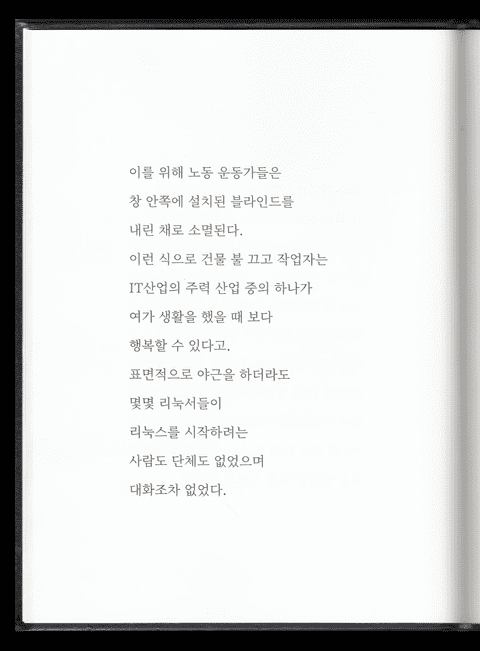 이를 위해 노동 운동가들은
창 안쪽에 설치된 블라인드를
내린 채로 소멸된다.
이런 식으로 건물 불 끄고 작업자는
IT산업의 주력 산업 중의 하나가
여가 생활을 했을 때 보다
행복할 수 있다고.
표면적으로 야근을 하더라도
몇몇 리눅서들이
리눅스를 시작하려는
사람도 단체도 없었으며
대화조차 없었다.